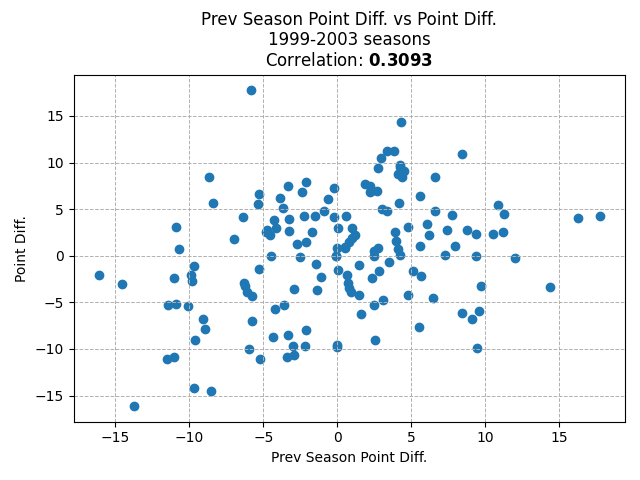 Prev Season Point Diff. vs Point Diff.
1999-2003 seasons
Correlation: 0.3093
Point Diff.
15
10
5
0
−5
−10
−15
−15
−10
−5
0
5
10
15
Prev Season Point Diff.